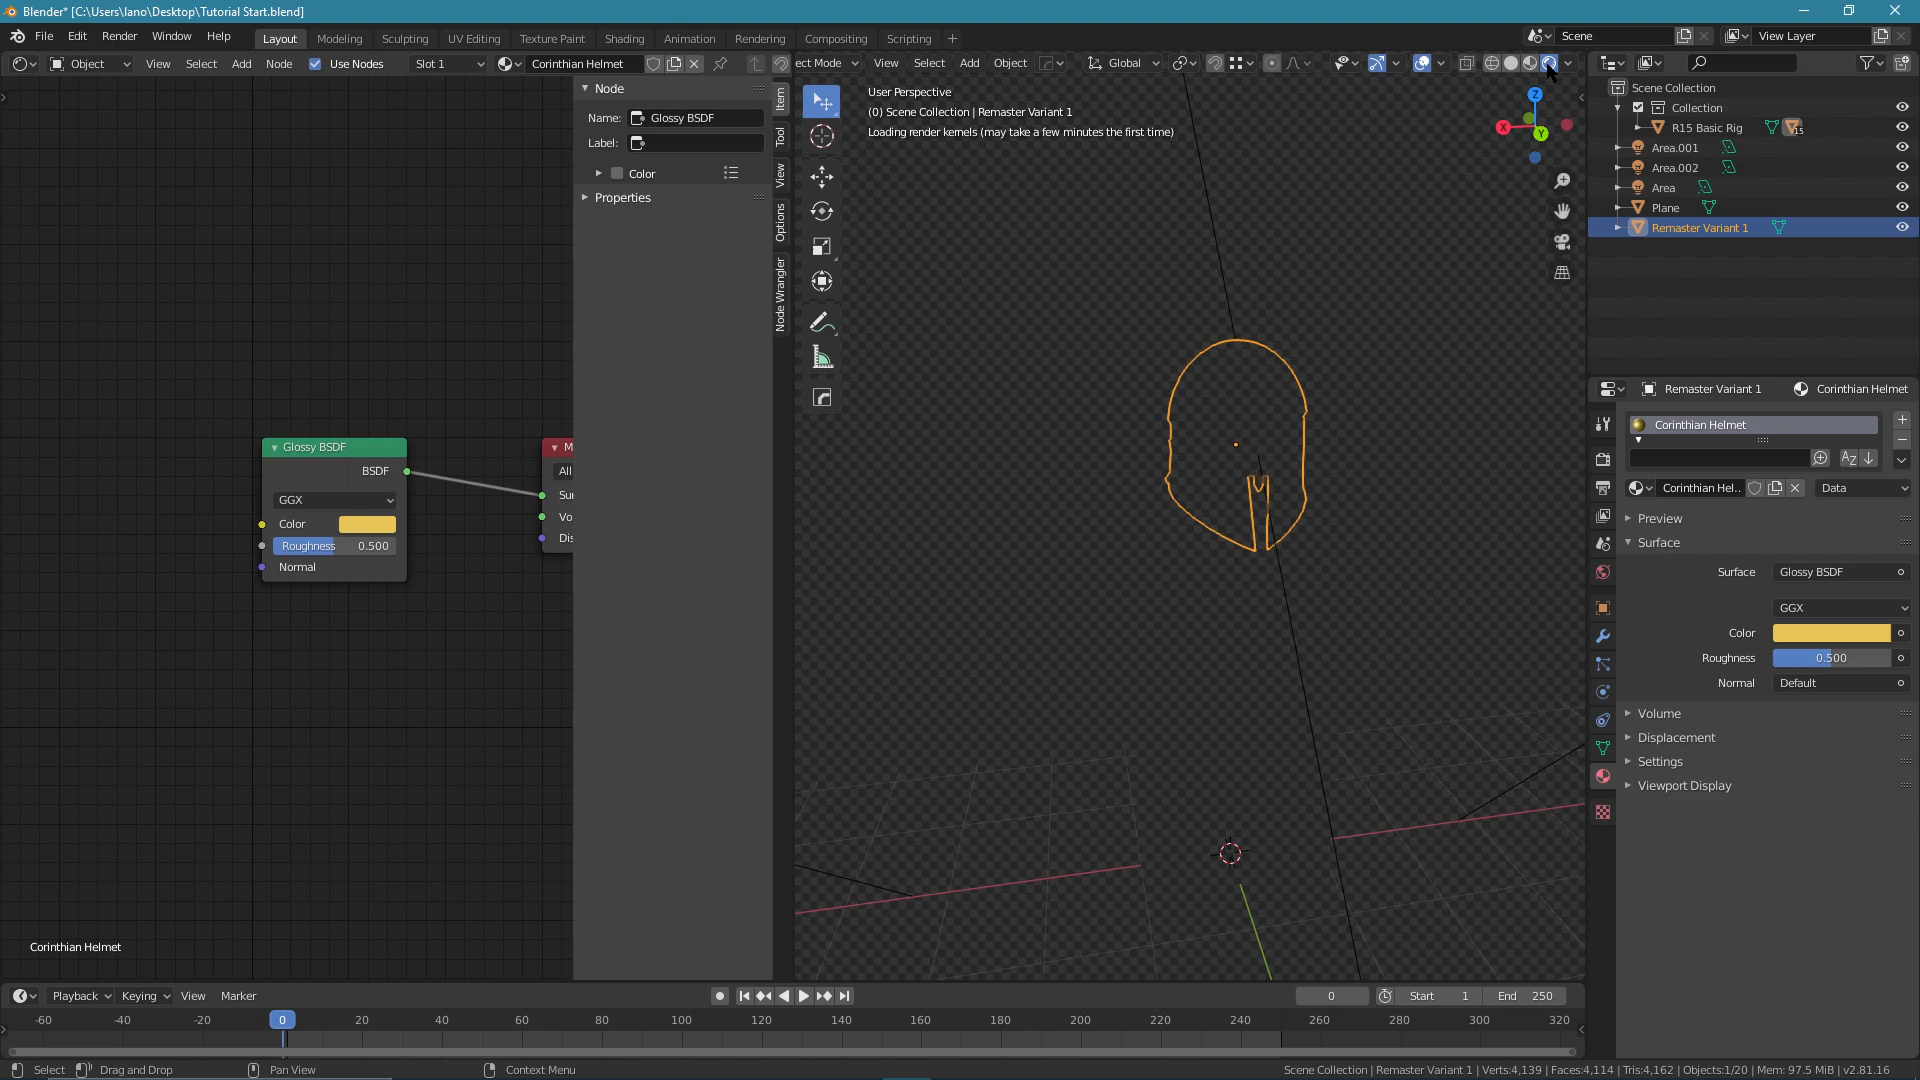 Blender* [C:\Users\Iano\Desktop\Tutorial Start.blend]
File Edit Render Window Help Layout Modeling Sculpting UV Editing Texture Paint Shading Animation Rendering Compositing Scripting Scene View Layer
Object View Select Add Node Use Nodes Slot 1 Corinthian Helmet
ect Mode View Select Add Object Global
Node
Name: Glossy BSDF
Label:
Color
Properties
Item
Tool
View
Options
Node Wrangler
Glossy BSDF
BSDF
GGX
Color
Roughness 0.500
Normal
M
All
Sur
Vo
Dis
Corinthian Helmet
User Perspective
(0) Scene Collection | Remaster Variant 1
Loading render kernels (may take a few minutes the first time)
Z
X
Y
Scene Collection
Collection
R15 Basic Rig 15
Area.001
Area.002
Area
Plane
Remaster Variant 1
Remaster Variant 1 Corinthian Helmet
Corinthian Helmet
Corinthian Hel.. Data
Preview
Surface
Surface Glossy BSDF
GGX
Color
Roughness 0.500
Normal Default
Volume
Displacement
Settings
Viewport Display
Playback Keying View Marker 0 Start 1 End 250
-60 -40 -20 0 20 40 60 80 100 120 140 160 180 200 220 240 260 280 300 320
Select Drag and Drop Pan View Context Menu Scene Collection | Remaster Variant 1 | Verts:4,139 | Faces:4,114 | Tris:4,162 | Objects:1/20 | Mem: 97.5 MiB | v2.81.16